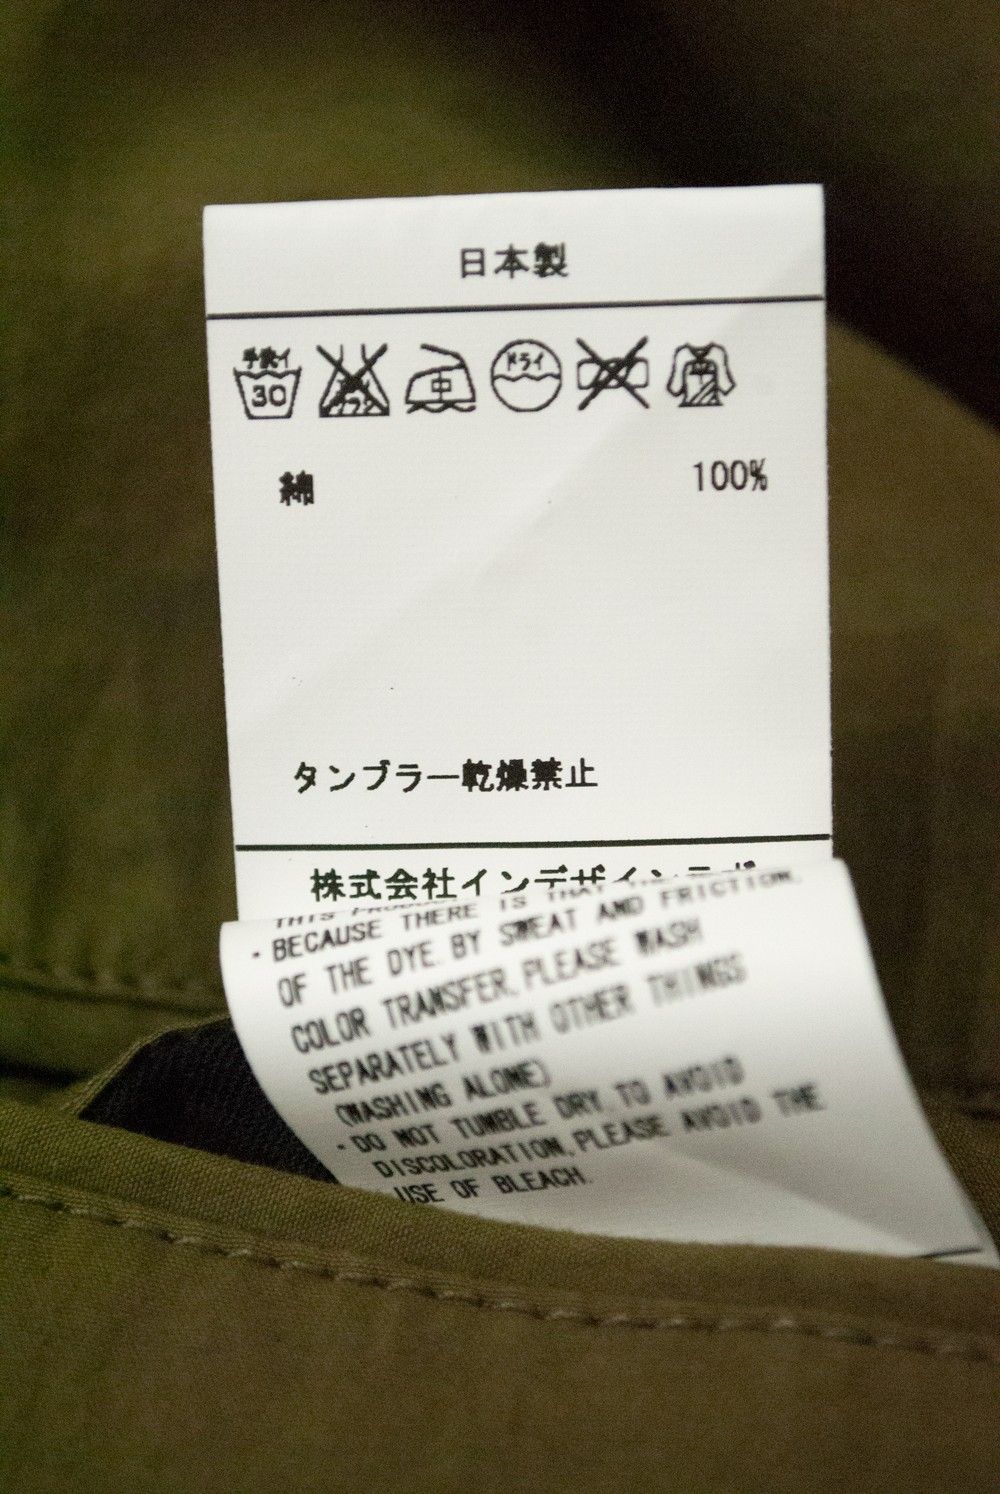 日本製
手洗イ
30
中
ドライ
綿 100%
タンブラー乾燥禁止
株式会社インデザイン
THIS
・BECAUSE THERE IS THAT
OF THE DYE BY SWEAT AND FRICTION,
COLOR TRANSFER, PLEASE WASH
SEPARATELY WITH OTHER THINGS
(WASHING ALONE)
・DO NOT TUMBLE DRY. TO AVOID
DISCOLORATION, PLEASE AVOID THE
USE OF BLEACH.